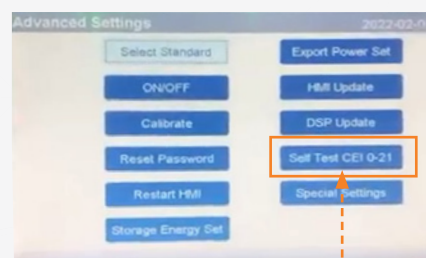 Advanced Settings 2022-02-0
Select Standard Export Power Set
ON/OFF HMI Update
Calibrate DSP Update
Reset Password Self Test CEI 0-21
Restart HMI Special Settings
Storage Energy Set